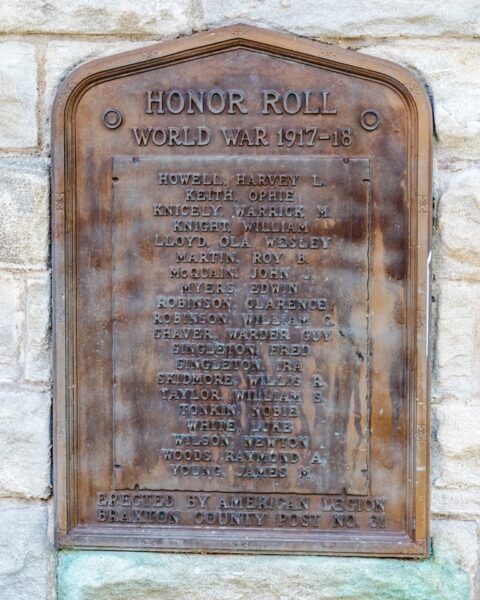 HONOR ROLL
WORLD WAR 1917-18
HOWELL, HARVEY L.
KEITH, OPHIE
KNICELY, WARRICK M.
KNIGHT, WILLIAM
LLOYD, OLA WESLEY
MARTIN, ROY B.
McQUAIN, JOHN J.
MYERS, EDWIN
ROBINSON, CLARENCE
ROBINSON, WILLIAM C.
SHAVER, WARDER GUY
SINGLETON, FRED
SINGLETON, IRA
SKIDMORE, WILLIS R.
TAYLOR, WILLIAM S.
TONKIN, NOBIE
WHITE, LUKE
WILSON, NEWTON
WOODS, RAYMOND A.
YOUNG, JAMES M.
ERECTED BY AMERICAN LEGION
BRAXTON COUNTY POST NO. 31